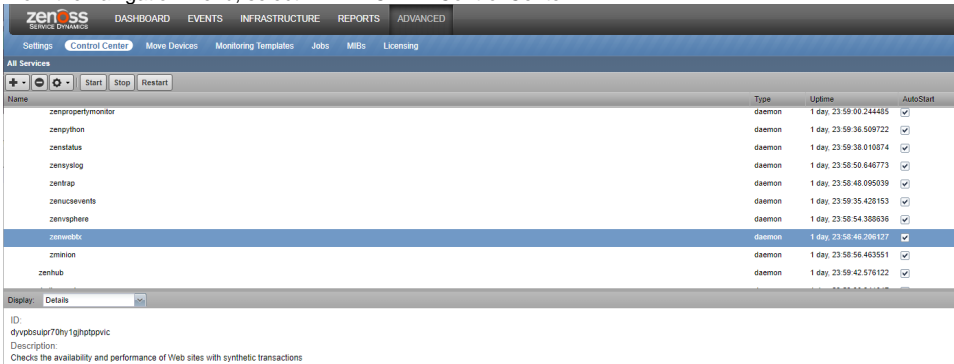 zenoss
SERVICE DYNAMICS
DASHBOARD EVENTS INFRASTRUCTURE REPORTS ADVANCED
Settings Control Center Move Devices Monitoring Templates Jobs MIBs Licensing
All Services
Start Stop Restart
Name Type Uptime AutoStart
zenpropertymonitor daemon 1 day, 23:59:00.244485
zenpython daemon 1 day, 23:59:36.509722
zenstatus daemon 1 day, 23:59:38.010874
zensyslog daemon 1 day, 23:58:50.646773
zentrap daemon 1 day, 23:58:48.095039
zenucsevents daemon 1 day, 23:59:35.428153
zenvsphere daemon 1 day, 23:58:54.388636
zenwebtx daemon 1 day, 23:58:46.296127
zminion daemon 1 day, 23:58:56.463551
zenhub daemon 1 day, 23:59:42.576122
Display: Details
ID:
dyvpbsuipr70hy1gjhptppvic
Description:
Checks the availability and performance of Web sites with synthetic transactions